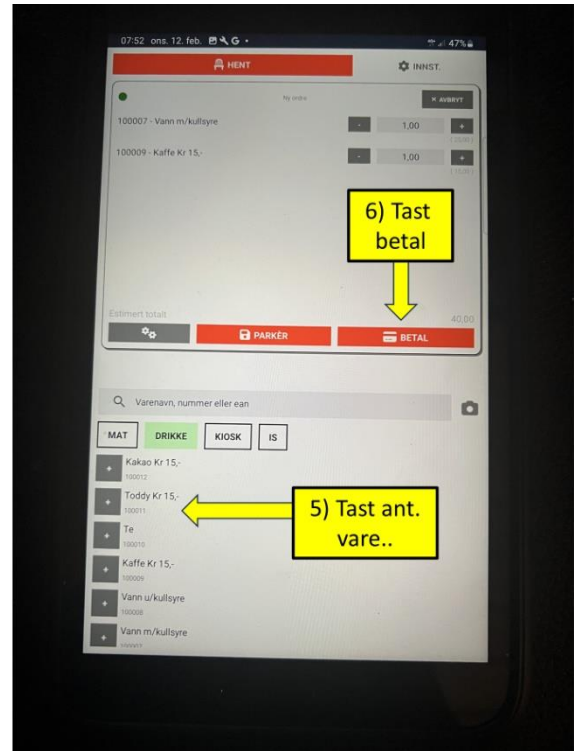 07:52 ons. 12. feb.
47%
HENT
INNST.
Ny ordre
× AVBRYT
100007 - Vann m/kullsyre
- 1,00 +
100009 - Kaffe Kr 15,-
- 1,00 +
6) Tast
betal
Estimert totalt
40,00
PARKÈR
BETAL
Varenavn, nummer eller ean
MAT DRIKKE KIOSK IS
+ Kakao Kr 15,-
100012
+ Toddy Kr 15,-
100011
5) Tast ant.
vare..
+ Te
100010
+ Kaffe Kr 15,-
100009
+ Vann u/kullsyre
100008
+ Vann m/kullsyre